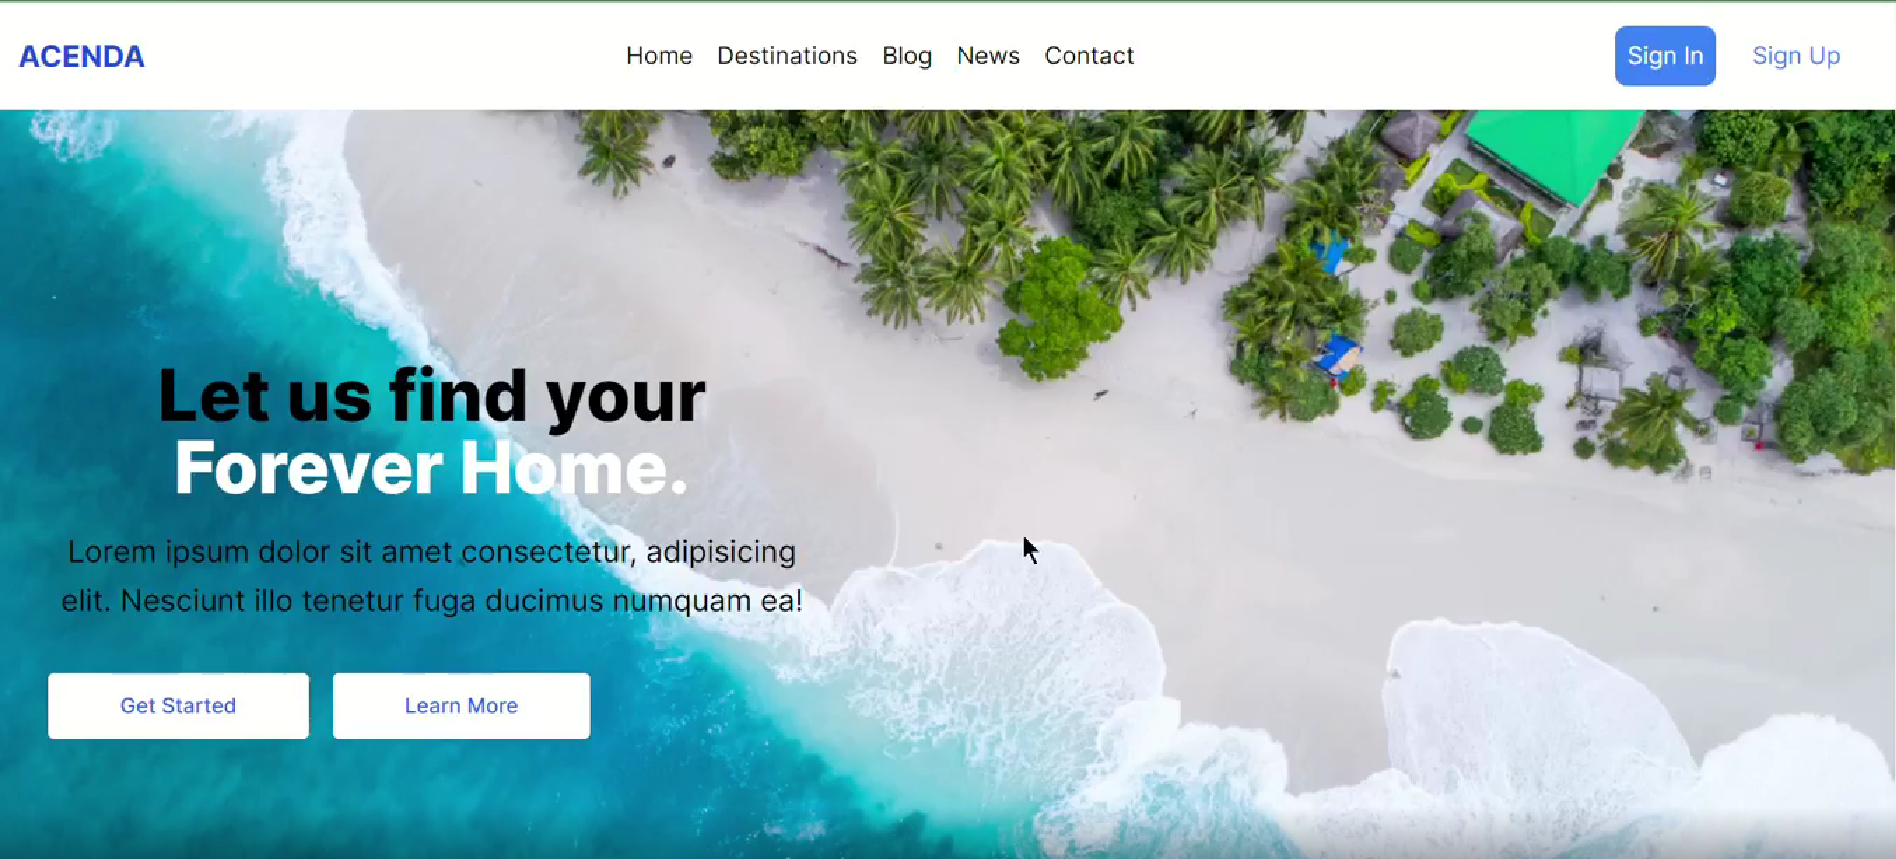 ACENDA
Home Destinations Blog News Contact
Sign In Sign Up
Let us find your
Forever Home.
Lorem ipsum dolor sit amet consectetur, adipisicing
elit. Nesciunt illo tenetur fuga ducimus numquam ea!
Get Started Learn More